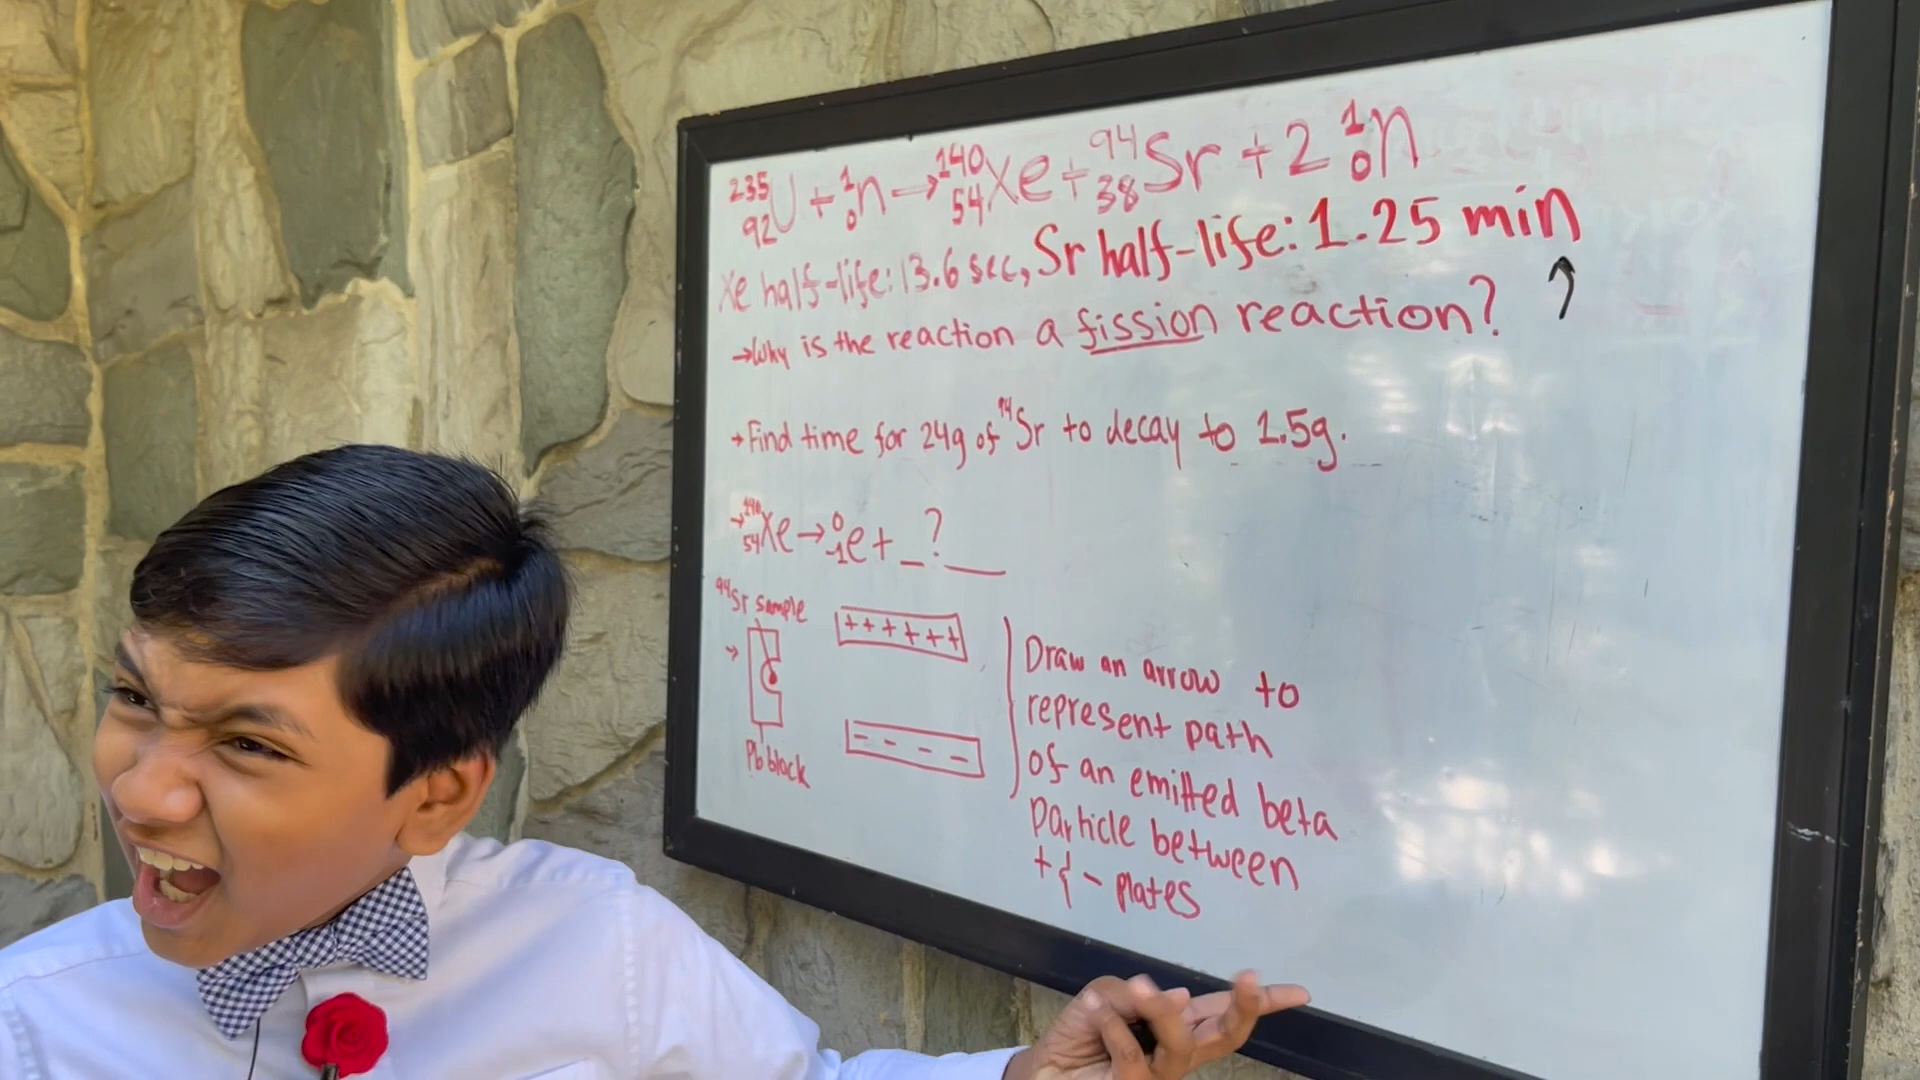 ²³⁵₉₂U + ¹₀n → ¹⁴⁰₅₄Xe + ⁹⁴₃₈Sr + 2 ¹₀n
Xe half-life: 13.6 sec, Sr half-life: 1.25 min
→ Why is the reaction a fission reaction?
→ Find time for 24g of ⁹⁴Sr to decay to 1.5g.
→ ¹⁴⁰₅₄Xe → ⁰₋₁e + _?__
⁹⁴Sr sample
++++++
- - - -
Pb block
Draw an arrow to
represent path
of an emitted beta
particle between
+ & - plates